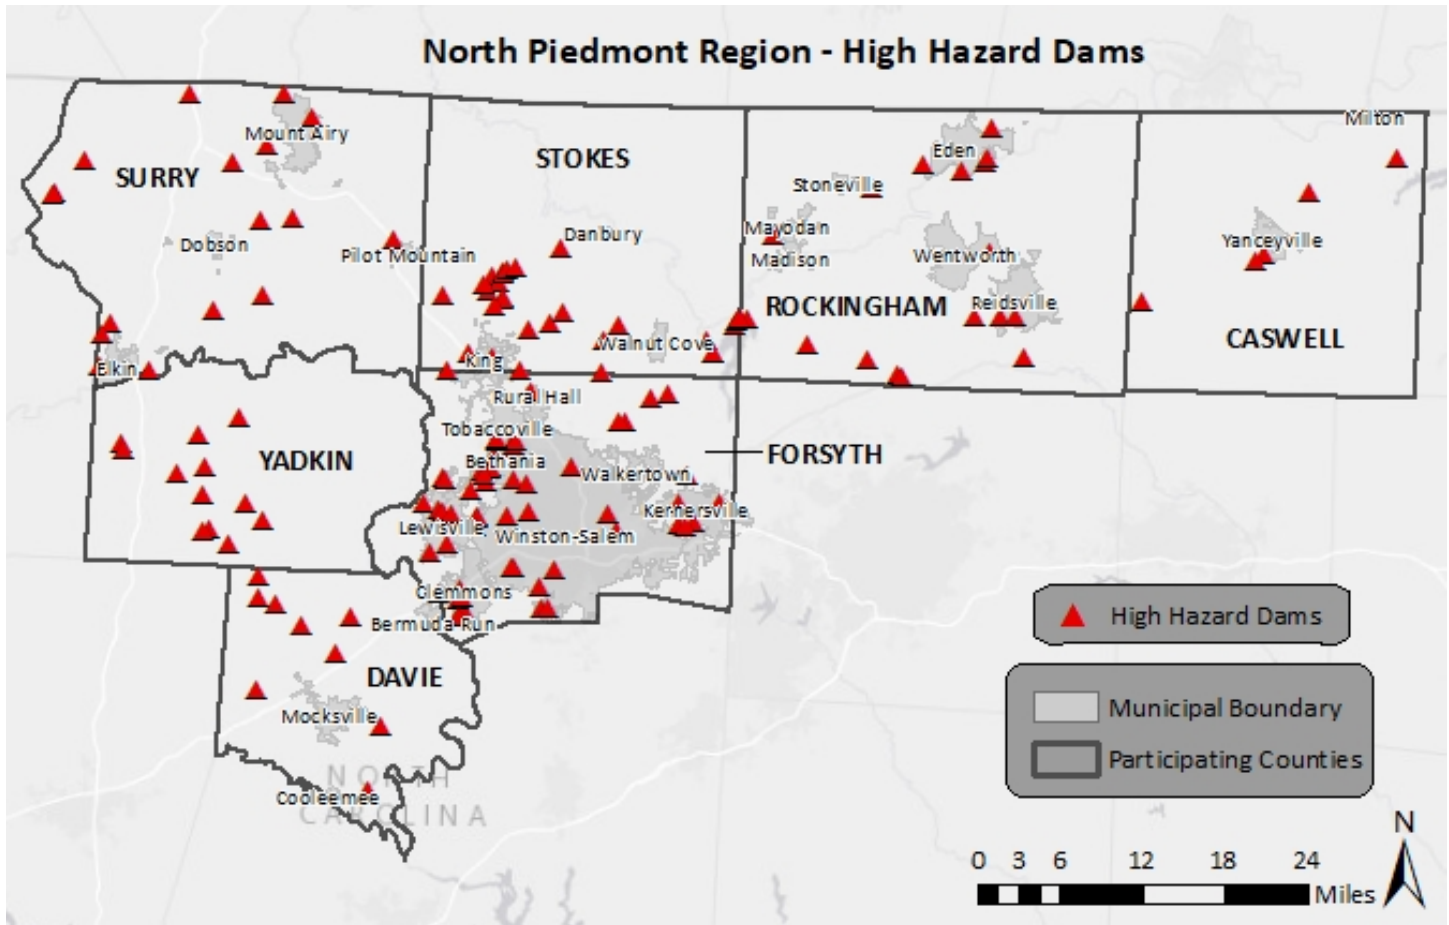 North Piedmont Region - High Hazard Dams
Milton
Mount Airy
Eden
STOKES
SURRY
Stoneville
Mayodan
Danbury
Dobson
Yanceyville
Pilot Mountain
Wentworth
Madison
ROCKINGHAM
Reidsville
CASWELL
Walnut Cove
King
Elkin
Rural Hall
Tobaccoville
FORSYTH
YADKIN
Bethania
Walkertown
Kernersville
Lewisville
Winston-Salem
Clemmons
Bermuda Run
High Hazard Dams
DAVIE
Mocksville
Municipal Boundary
Participating Counties
NORTH
CAROLINA
Cooleemee
N
0 3 6 12 18 24
Miles